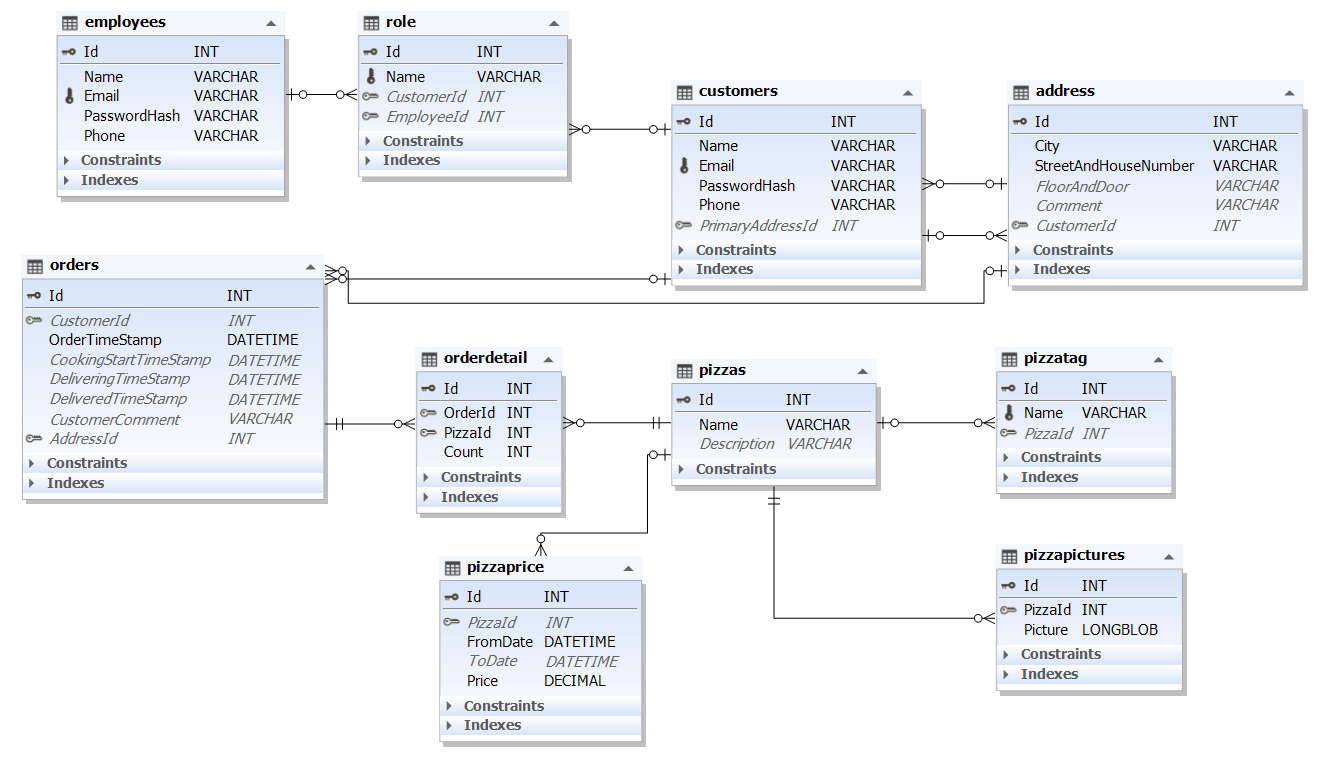 employees
Id INT
Name VARCHAR
Email VARCHAR
PasswordHash VARCHAR
Phone VARCHAR
Constraints
Indexes
role
Id INT
Name VARCHAR
CustomerId INT
EmployeeId INT
Constraints
Indexes
customers
Id INT
Name VARCHAR
Email VARCHAR
PasswordHash VARCHAR
Phone VARCHAR
PrimaryAddressId INT
Constraints
Indexes
address
Id INT
City VARCHAR
StreetAndHouseNumber VARCHAR
FloorAndDoor VARCHAR
Comment VARCHAR
CustomerId INT
Constraints
Indexes
orders
Id INT
CustomerId INT
OrderTimeStamp DATETIME
CookingStartTimeStamp DATETIME
DeliveringTimeStamp DATETIME
DeliveredTimeStamp DATETIME
CustomerComment VARCHAR
AddressId INT
Constraints
Indexes
orderdetail
Id INT
OrderId INT
PizzaId INT
Count INT
Constraints
Indexes
pizzas
Id INT
Name VARCHAR
Description VARCHAR
Constraints
pizzatag
Id INT
Name VARCHAR
PizzaId INT
Constraints
Indexes
pizzaprice
Id INT
PizzaId INT
FromDate DATETIME
ToDate DATETIME
Price DECIMAL
Constraints
Indexes
pizzapictures
Id INT
PizzaId INT
Picture LONGBLOB
Constraints
Indexes